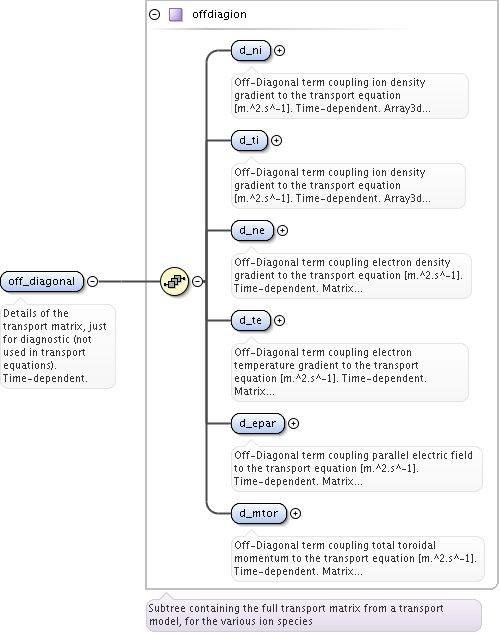 offdiagion
d_ni
Off-Diagonal term coupling ion density
gradient to the transport equation
[m.^2.s^-1]. Time-dependent. Array3d...
d_ti
Off-Diagonal term coupling ion density
gradient to the transport equation
[m.^2.s^-1]. Time-dependent. Array3d...
d_ne
Off-Diagonal term coupling electron density
gradient to the transport equation [m.^2.s^-1].
Time-dependent. Matrix...
off_diagonal
Details of the
transport matrix, just
for diagnostic (not
used in transport
equations).
Time-dependent.
d_te
Off-Diagonal term coupling electron
temperature gradient to the transport
equation [m.^2.s^-1]. Time-dependent.
Matrix...
d_epar
Off-Diagonal term coupling parallel electric field
to the transport equation [m.^2.s^-1].
Time-dependent. Matrix...
d_mtor
Off-Diagonal term coupling total toroidal
momentum to the transport equation [m.^2.s^-1].
Time-dependent. Matrix...
Subtree containing the full transport matrix from a transport
model, for the various ion species